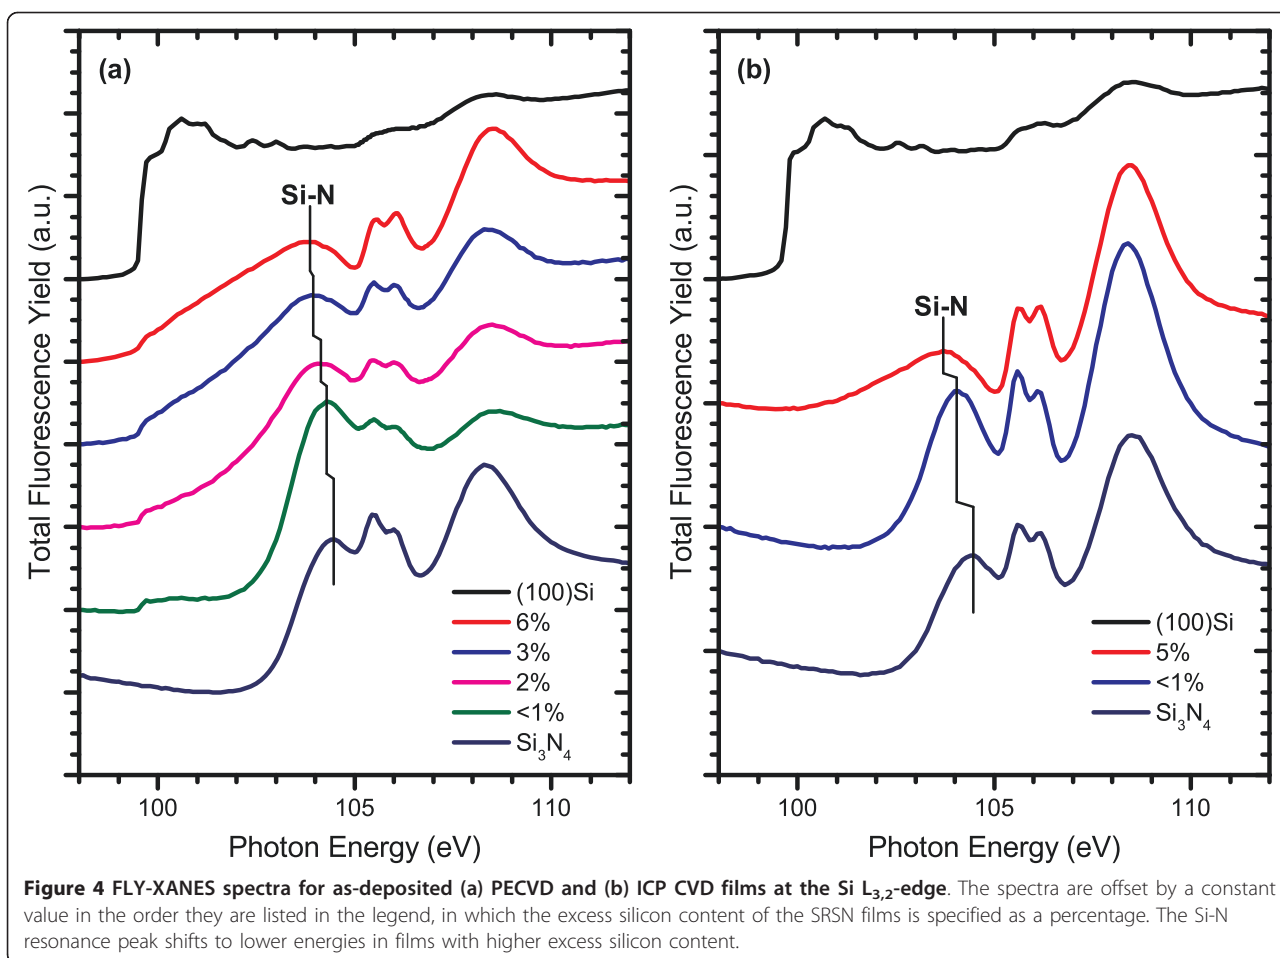 (a)
Si-N
Total Fluorescence Yield (a.u.)
(100)Si
6%
3%
2%
<1%
Si3N4
100 105 110
Photon Energy (eV)
(b)
Si-N
Total Fluorescence Yield (a.u.)
(100)Si
5%
<1%
Si3N4
100 105 110
Photon Energy (eV)
Figure 4 FLY-XANES spectra for as-deposited (a) PECVD and (b) ICP CVD films at the Si L3,2-edge. The spectra are offset by a constant
value in the order they are listed in the legend, in which the excess silicon content of the SRSN films is specified as a percentage. The Si-N
resonance peak shifts to lower energies in films with higher excess silicon content.